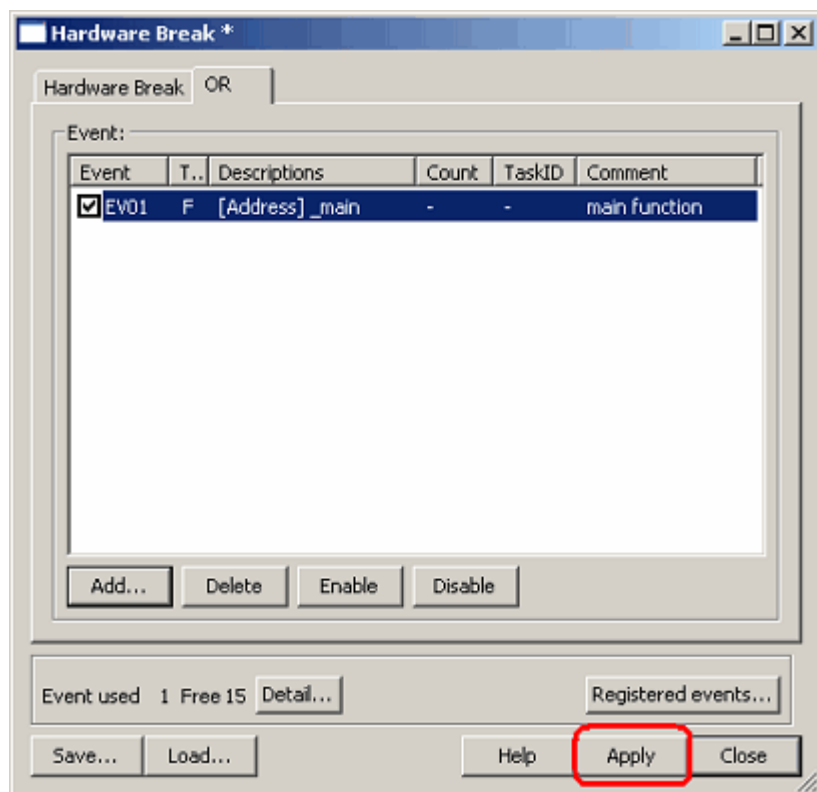 Hardware Break *
Hardware Break OR
Event:
Event T.. Descriptions Count TaskID Comment
EV01 F [Address] _main - - main function
Add... Delete Enable Disable
Event used 1 Free 15 Detail... Registered events...
Save... Load... Help Apply Close